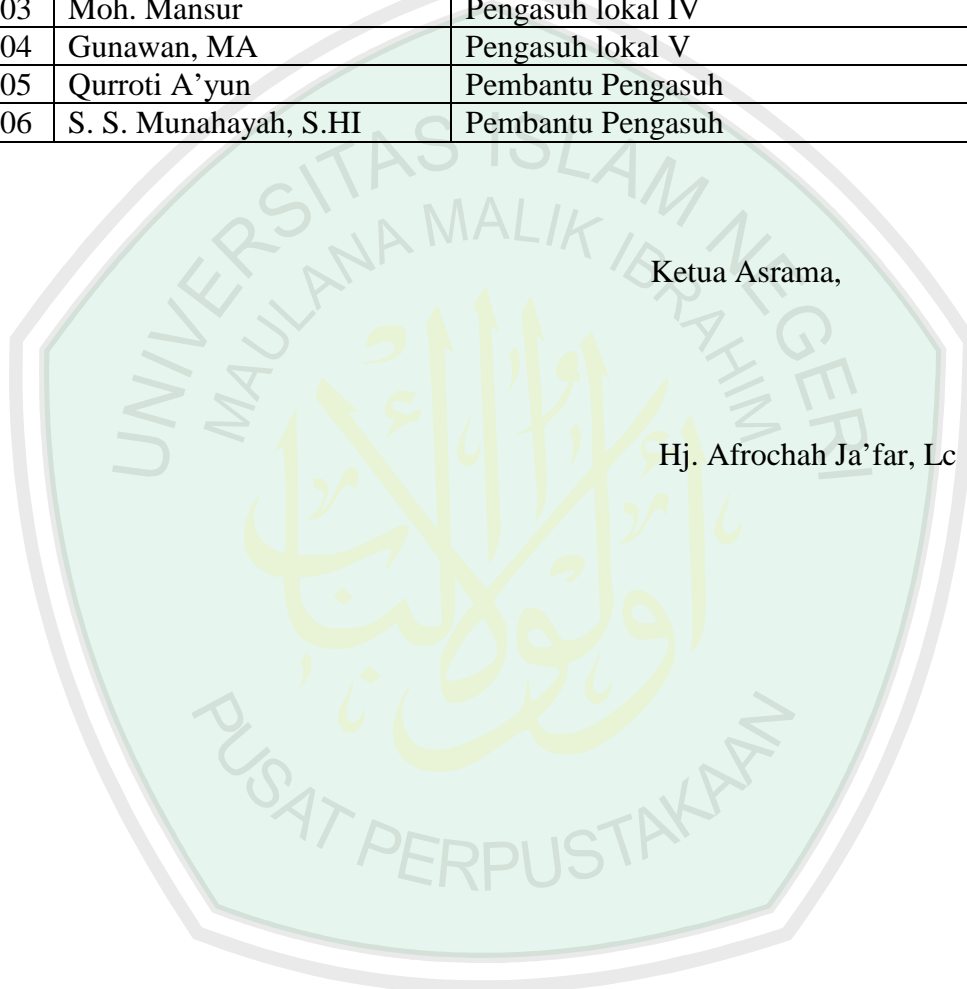 03 Moh. Mansur Pengasuh lokal IV
04 Gunawan, MA Pengasuh lokal V
05 Qurroti A’yun Pembantu Pengasuh
06 S. S. Munahayah, S.HI Pembantu Pengasuh
Ketua Asrama,
Hj. Afrochah Ja’far, Lc
UNIVERSITAS ISLAM NEGERI
MAULANA MALIK IBRAHIM
PUSAT PERPUSTAKAAN